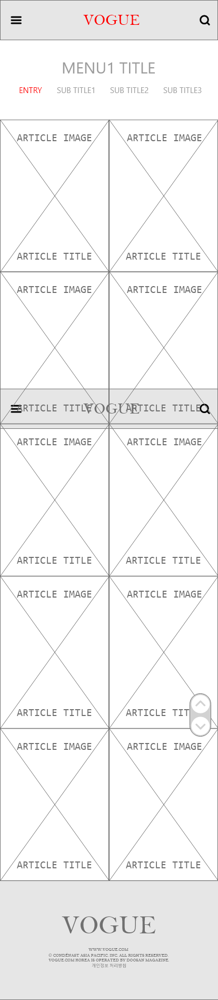 VOGUE
MENU1 TITLE
ENTRY SUB TITLE1 SUB TITLE2 SUB TITLE3
ARTICLE IMAGE ARTICLE IMAGE
ARTICLE TITLE ARTICLE TITLE
ARTICLE IMAGE ARTICLE IMAGE
VOGUE
ARTICLE TITLE ARTICLE TITLE
ARTICLE IMAGE ARTICLE IMAGE
ARTICLE TITLE ARTICLE TITLE
ARTICLE IMAGE ARTICLE IMAGE
ARTICLE TITLE ARTICLE TIT
ARTICLE IMAGE ARTICLE IMAGE
ARTICLE TITLE ARTICLE TITLE
VOGUE
WWW.VOGUE.COM
© CONDÉNAST ASIA PACIFIC, INC. ALL RIGHTS RESERVED.
VOGUE.COM KOREA IS OPERATED BY DOOSAN MAGAZINE.
개인정보 처리방침